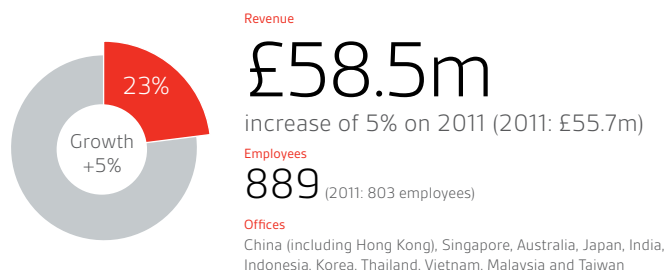 23%
Growth
+5%
Revenue
£58.5m
increase of 5% on 2011 (2011: £55.7m)
Employees
889 (2011: 803 employees)
Offices
China (including Hong Kong), Singapore, Australia, Japan, India,
Indonesia, Korea, Thailand, Vietnam, Malaysia and Taiwan